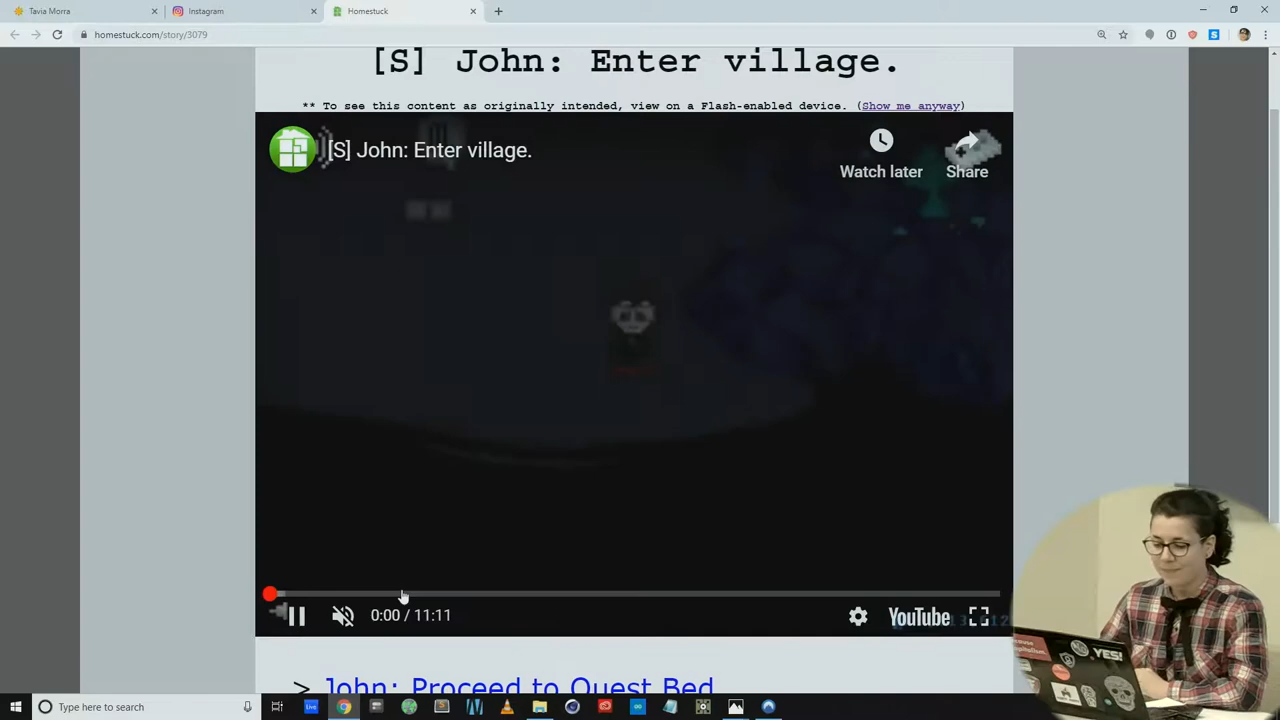 Tavia Morra
Instagram
Homestuck
homestuck.com/story/3079
[S] John: Enter village.
** To see this content as originally intended, view on a Flash-enabled device. (Show me anyway)
[S] John: Enter village.
Watch later
Share
0:00 / 11:11
YouTube
> John: Proceed to Quest Bed
YES!
Type here to search
Live